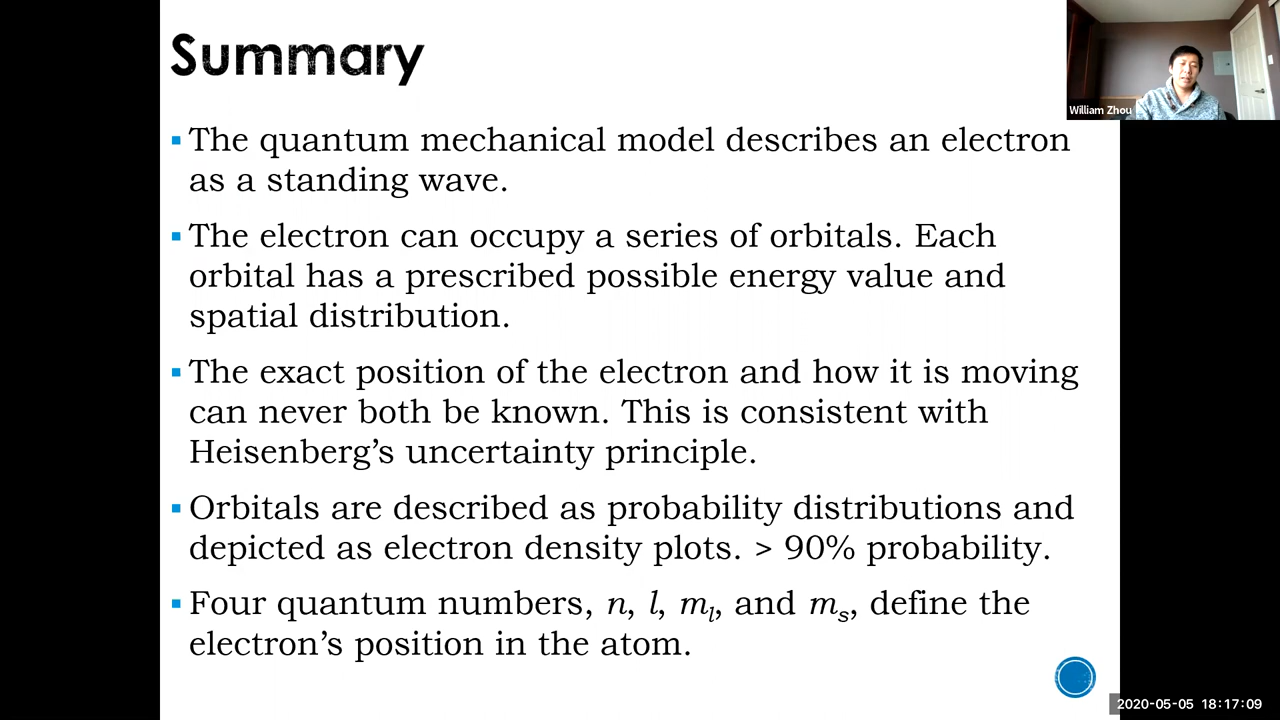 Summary
William Zhou
▪ The quantum mechanical model describes an electron
as a standing wave.
▪ The electron can occupy a series of orbitals. Each
orbital has a prescribed possible energy value and
spatial distribution.
▪ The exact position of the electron and how it is moving
can never both be known. This is consistent with
Heisenberg’s uncertainty principle.
▪ Orbitals are described as probability distributions and
depicted as electron density plots. > 90% probability.
▪ Four quantum numbers, n, l, mₗ, and mₛ, define the
electron’s position in the atom.
2020-05-05 18:17:09